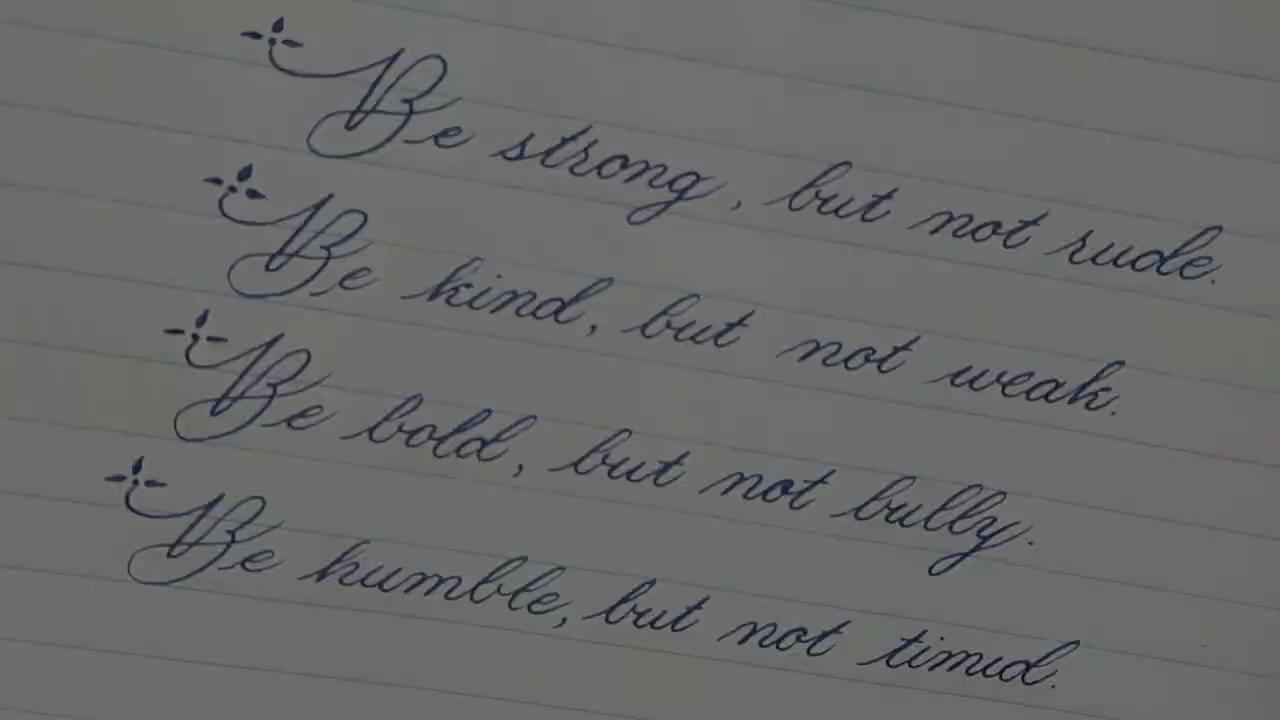 Be strong, but not rude.
Be kind, but not weak.
Be bold, but not bully.
Be humble, but not timid.